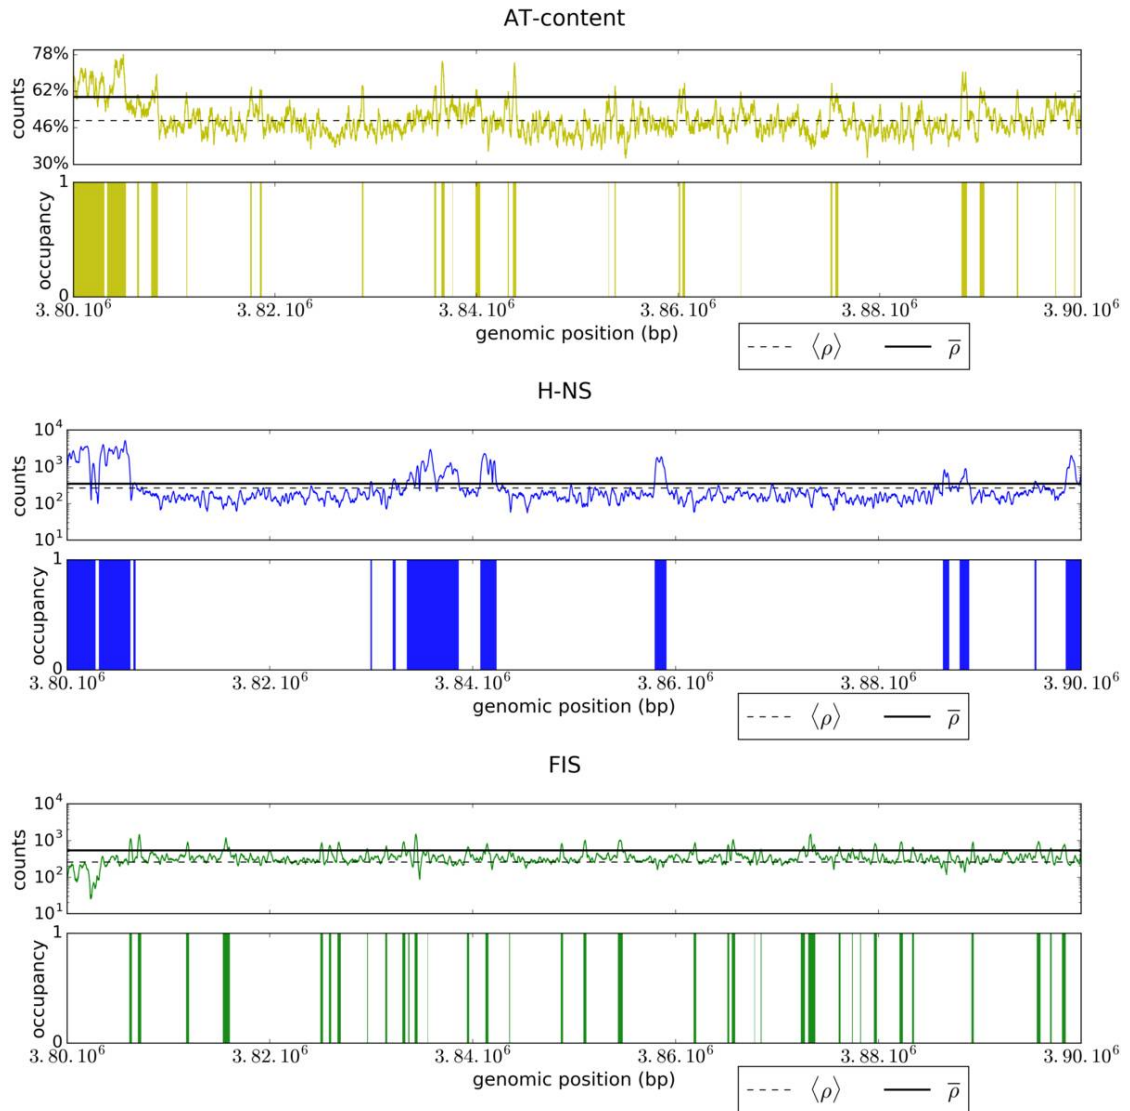 AT-content
78%
62%
46%
30%
counts
1
0
occupancy
3.80.10⁶ 3.82.10⁶ 3.84.10⁶ 3.86.10⁶ 3.88.10⁶ 3.90.10⁶
genomic position (bp)
⟨ρ⟩ ρ̅
H-NS
10⁴
10³
10²
10¹
counts
1
0
occupancy
3.80.10⁶ 3.82.10⁶ 3.84.10⁶ 3.86.10⁶ 3.88.10⁶ 3.90.10⁶
genomic position (bp)
⟨ρ⟩ ρ̅
FIS
10⁴
10³
10²
10¹
counts
1
0
occupancy
3.80.10⁶ 3.82.10⁶ 3.84.10⁶ 3.86.10⁶ 3.88.10⁶ 3.90.10⁶
genomic position (bp)
⟨ρ⟩ ρ̅